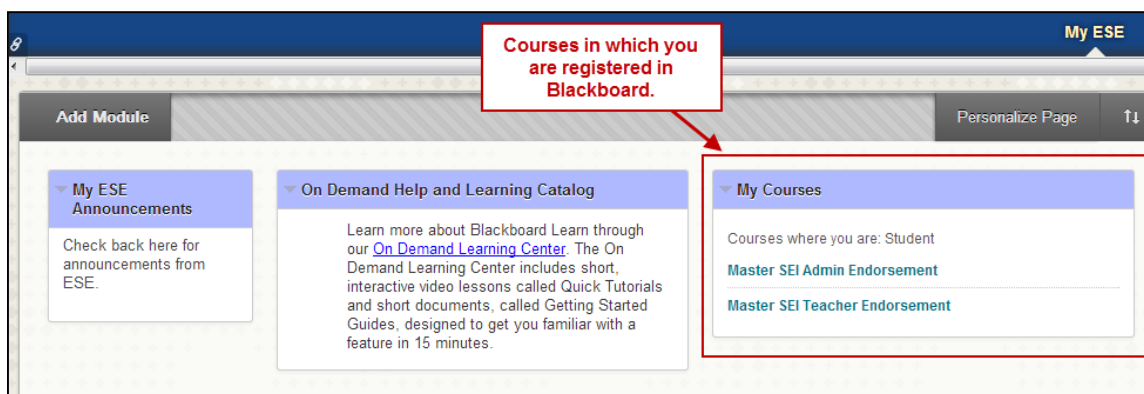 My ESE
Courses in which you
are registered in
Blackboard.
Add Module
Personalize Page
My ESE
Announcements
Check back here for
announcements from
ESE.
On Demand Help and Learning Catalog
Learn more about Blackboard Learn through
our On Demand Learning Center. The On
Demand Learning Center includes short,
interactive video lessons called Quick Tutorials
and short documents, called Getting Started
Guides, designed to get you familiar with a
feature in 15 minutes.
My Courses
Courses where you are: Student
Master SEI Admin Endorsement
Master SEI Teacher Endorsement